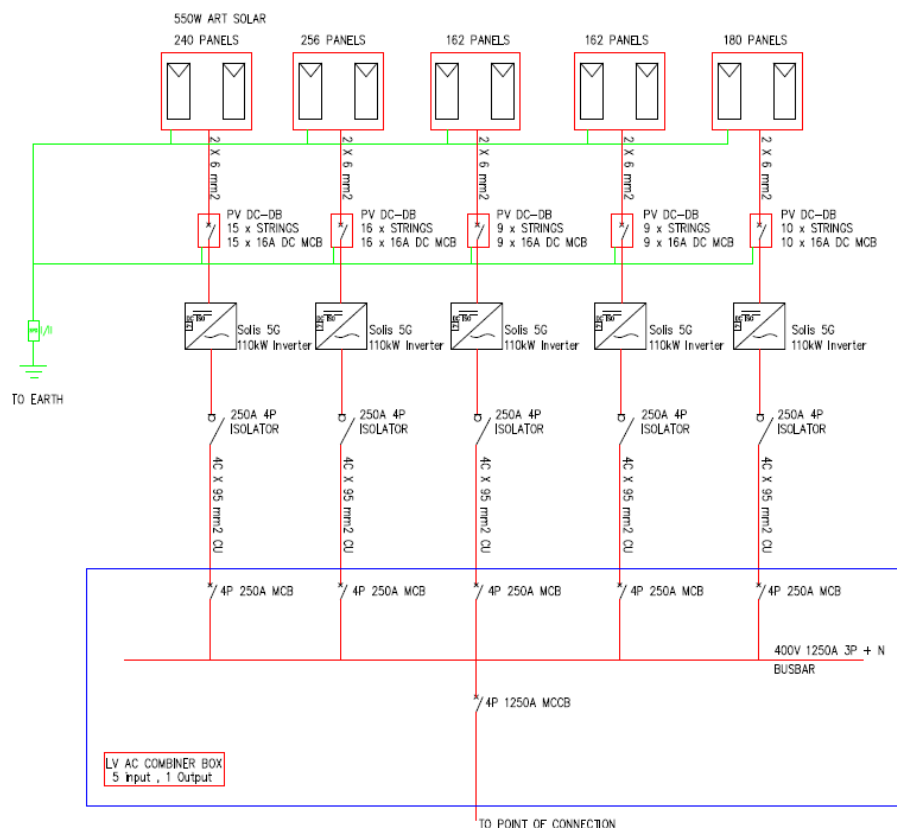 550W ART SOLAR
240 PANELS
256 PANELS
162 PANELS
162 PANELS
180 PANELS
2 X 6 mm2
2 X 6 mm2
2 X 6 mm2
2 X 6 mm2
2 X 6 mm2
PV DC-DB
15 x STRINGS
15 x 16A DC MCB
PV DC-DB
16 x STRINGS
16 x 16A DC MCB
PV DC-DB
9 x STRINGS
9 x 16A DC MCB
PV DC-DB
9 x STRINGS
9 x 16A DC MCB
PV DC-DB
10 x STRINGS
10 x 16A DC MCB
I/II
TO EARTH
Solis 5G
110kW Inverter
Solis 5G
110kW Inverter
Solis 5G
110kW Inverter
Solis 5G
110kW Inverter
Solis 5G
110kW Inverter
250A 4P
ISOLATOR
250A 4P
ISOLATOR
250A 4P
ISOLATOR
250A 4P
ISOLATOR
250A 4P
ISOLATOR
4C X 95 mm2 CU
4C X 95 mm2 CU
4C X 95 mm2 CU
4C X 95 mm2 CU
4C X 95 mm2 CU
4P 250A MCB
4P 250A MCB
4P 250A MCB
4P 250A MCB
4P 250A MCB
400V 1250A 3P + N
BUSBAR
4P 1250A MCCB
LV AC COMBINER BOX
5 Input , 1 Output
TO POINT OF CONNECTION